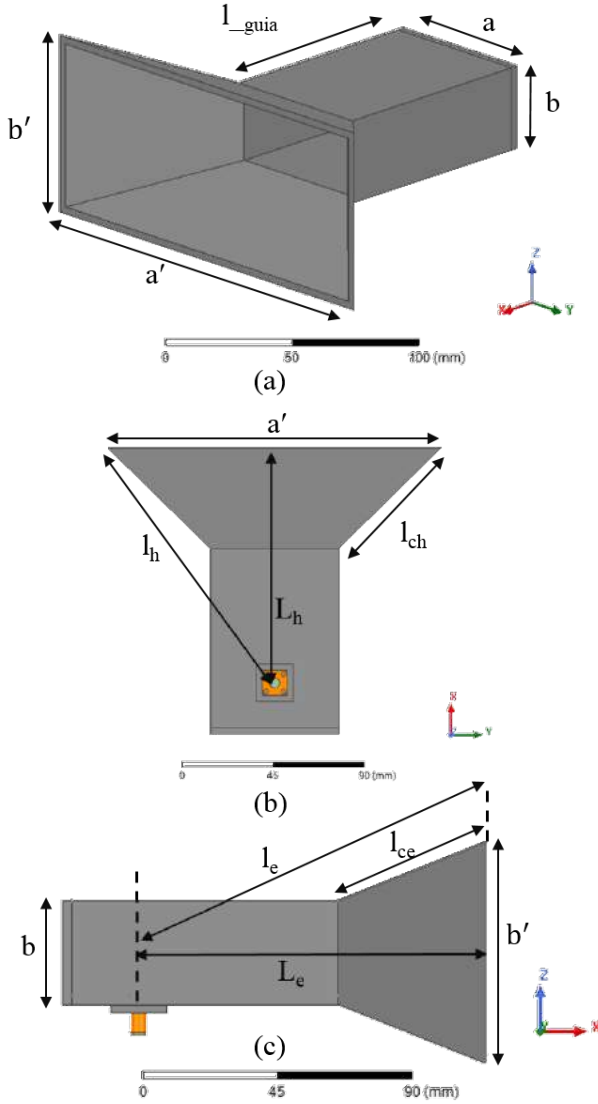 l_guia
a
b
b′
a′
Z
X
Y
0 50 100 (mm)
(a)
a′
l_h
l_ch
L_h
X
Y
0 45 90 (mm)
(b)
l_e
l_ce
b
b′
L_e
Z
Y
X
(c)
0 45 90 (mm)